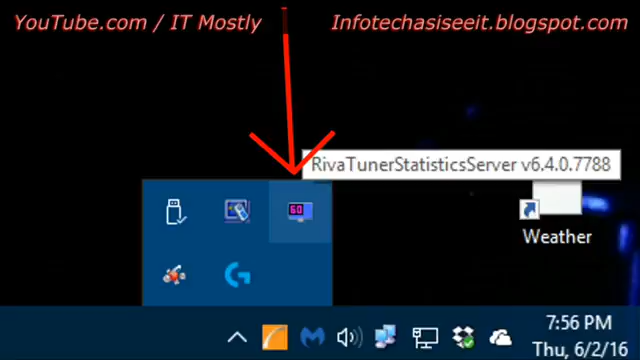 YouTube.com / IT Mostly
Infotechasiseeit.blogspot.com
RivaTunerStatisticsServer v6.4.0.7788
60
Weather
7:56 PM
Thu, 6/2/16